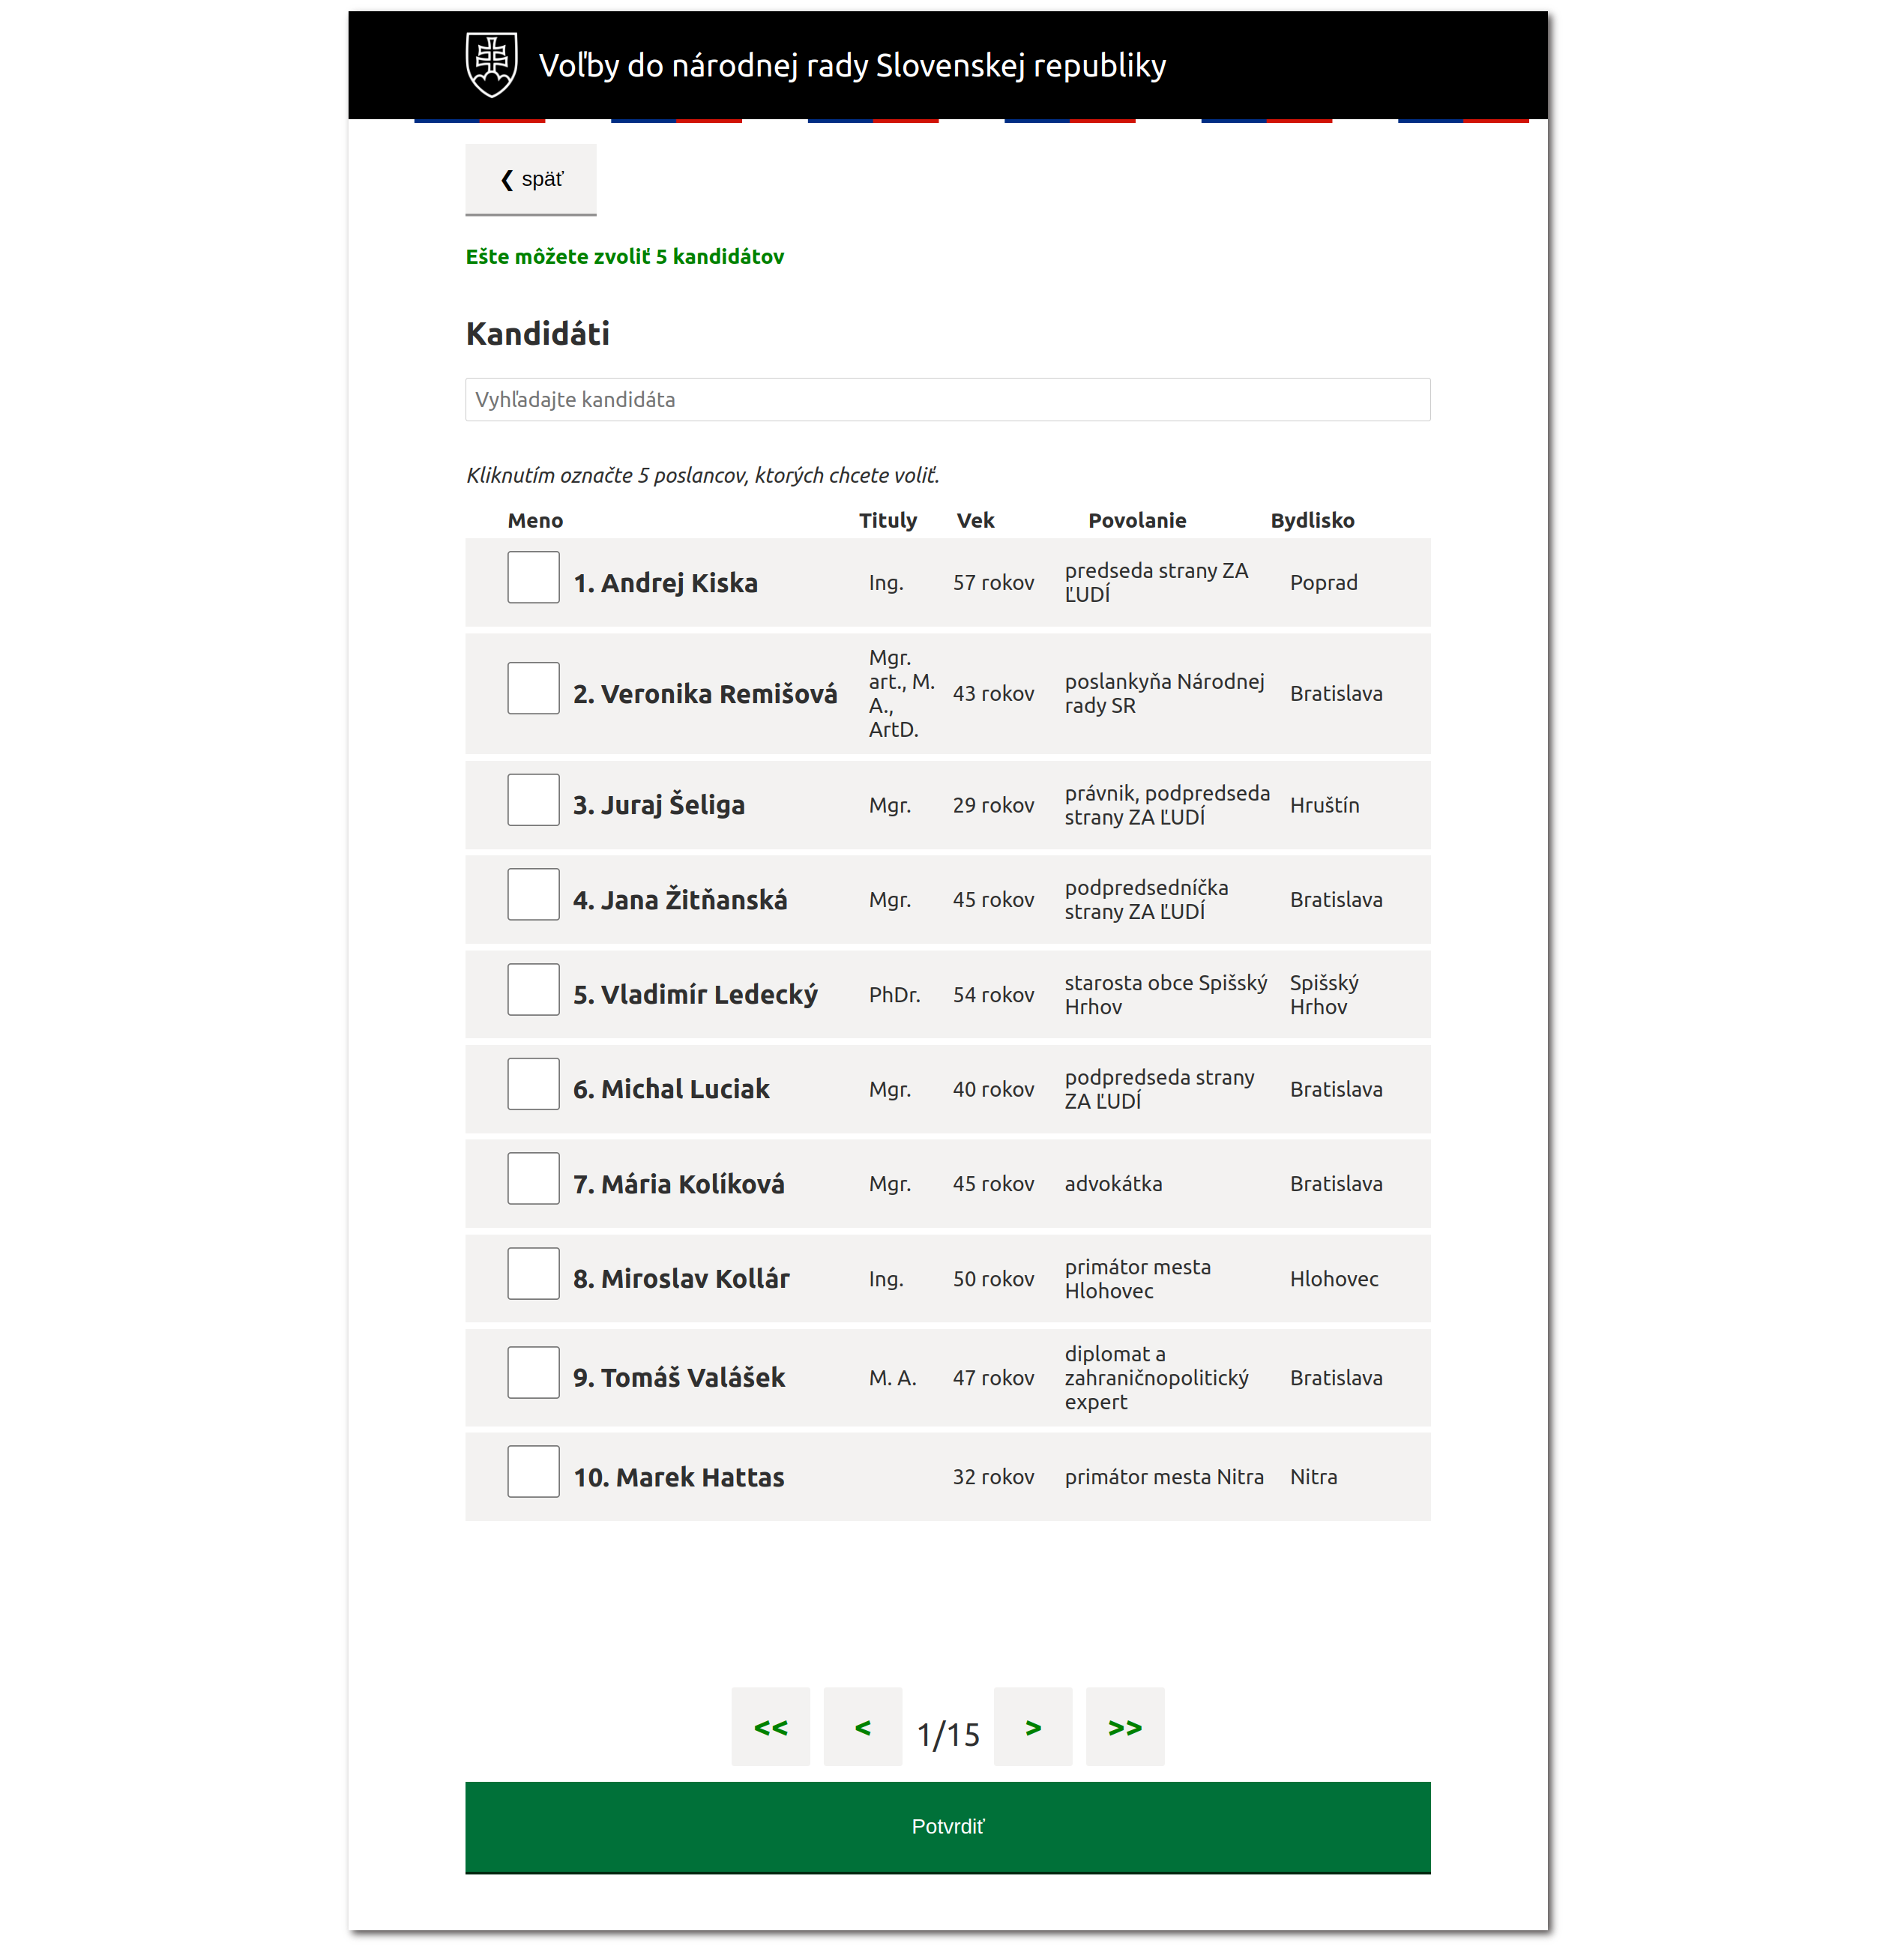 Voľby do národnej rady Slovenskej republiky
❮ späť
Ešte môžete zvoliť 5 kandidátov
Kandidáti
Vyhľadajte kandidáta
Kliknutím označte 5 poslancov, ktorých chcete voliť.
Meno Tituly Vek Povolanie Bydlisko
1. Andrej Kiska Ing. 57 rokov predseda strany ZA
ĽUDÍ
Poprad
2. Veronika Remišová
Mgr.
art., M.
A.,
ArtD.
43 rokov
poslankyňa Národnej
rady SR
Bratislava
3. Juraj Šeliga Mgr. 29 rokov
právnik, podpredseda
strany ZA ĽUDÍ
Hruštín
4. Jana Žitňanská Mgr. 45 rokov
podpredsedníčka
strany ZA ĽUDÍ
Bratislava
5. Vladimír Ledecký PhDr. 54 rokov
starosta obce Spišský
Hrhov
Spišský
Hrhov
6. Michal Luciak Mgr. 40 rokov
podpredseda strany
ZA ĽUDÍ
Bratislava
7. Mária Kolíková Mgr. 45 rokov advokátka Bratislava
8. Miroslav Kollár Ing. 50 rokov
primátor mesta
Hlohovec
Hlohovec
9. Tomáš Valášek M. A. 47 rokov
diplomat a
zahraničnopolitický
expert
Bratislava
10. Marek Hattas 32 rokov primátor mesta Nitra Nitra
<< < 1/15 > >>
Potvrdiť